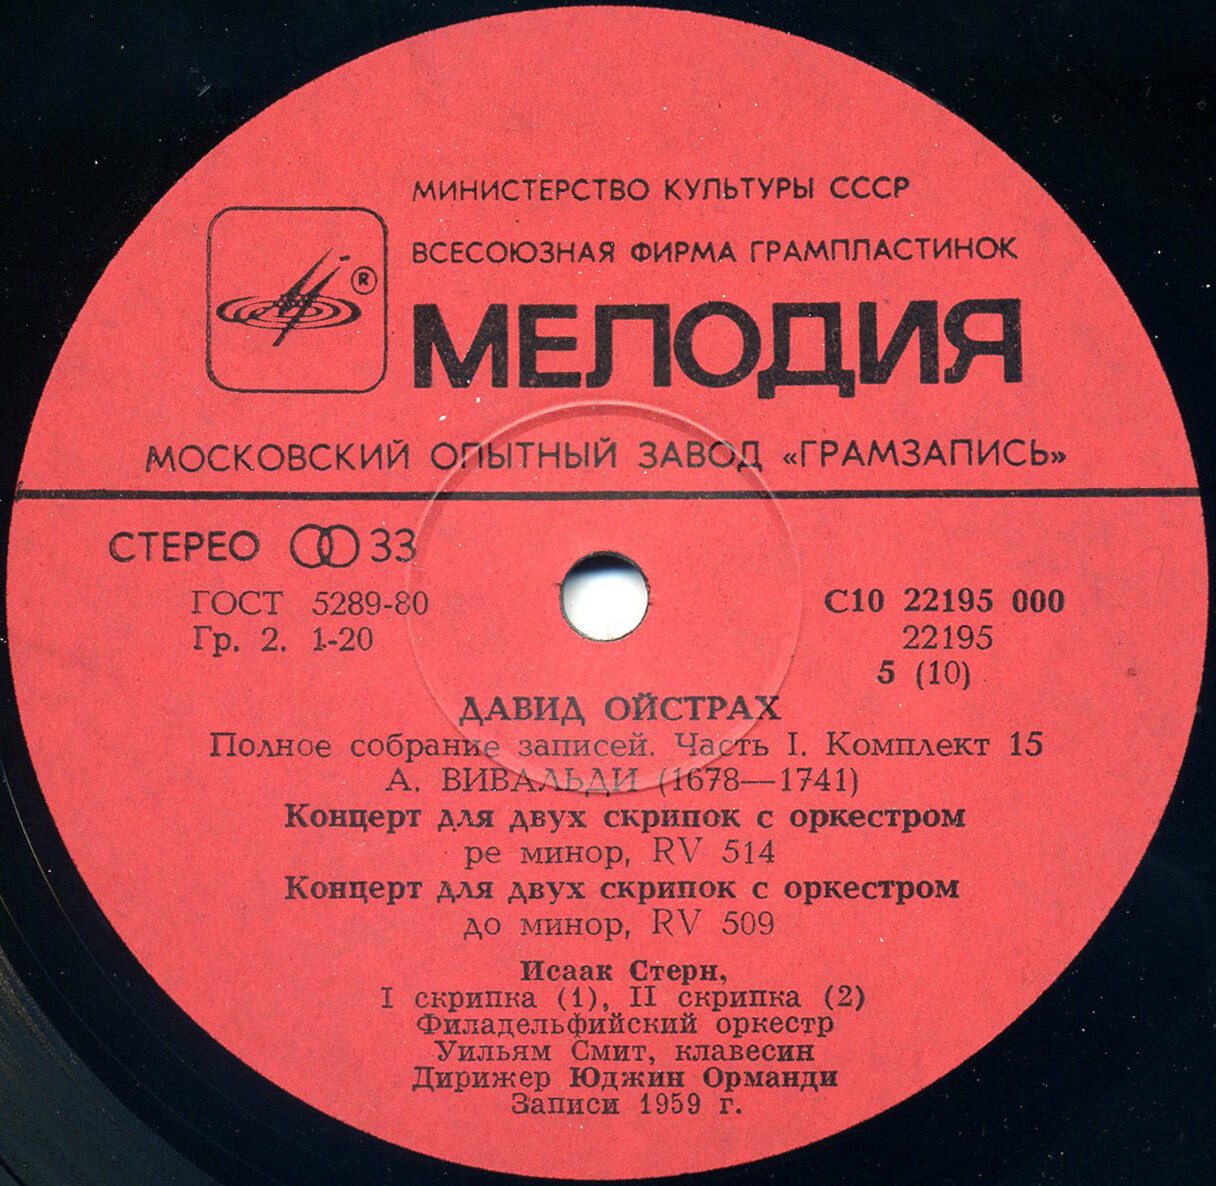 МИНИСТЕРСТВО КУЛЬТУРЫ СССР
ВСЕСОЮЗНАЯ ФИРМА ГРАМПЛАСТИНОК
®
МЕЛОДИЯ
МОСКОВСКИЙ ОПЫТНЫЙ ЗАВОД «ГРАМЗАПИСЬ»
СТЕРЕО 33
ГОСТ 5289-80
Гр. 2. 1-20
С10 22195 000
22195
5 (10)
ДАВИД ОЙСТРАХ
Полное собрание записей. Часть I. Комплект 15
А. ВИВАЛЬДИ (1678—1741)
Концерт для двух скрипок с оркестром
ре минор, RV 514
Концерт для двух скрипок с оркестром
до минор, RV 509
Исаак Стерн,
I скрипка (1), II скрипка (2)
Филадельфийский оркестр
Уильям Смит, клавесин
Дирижер Юджин Орманди
Записи 1959 г.